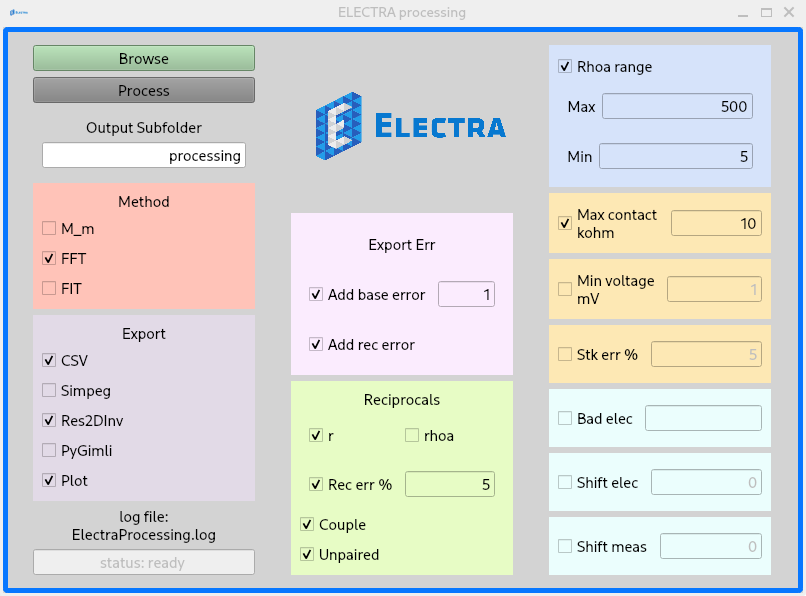 ELECTRA processing
Browse
Process
Output Subfolder
processing
Method
M_m
FFT
FIT
Export
CSV
Simpeg
Res2DInv
PyGimli
Plot
log file:
ElectraProcessing.log
status: ready
ELECTRA
Export Err
Add base error 1
Add rec error
Reciprocals
r rhoa
Rec err % 5
Couple
Unpaired
Rhoa range
Max 500
Min 5
Max contact
kohm 10
Min voltage
mV 1
Stk err % 5
Bad elec
Shift elec 0
Shift meas 0